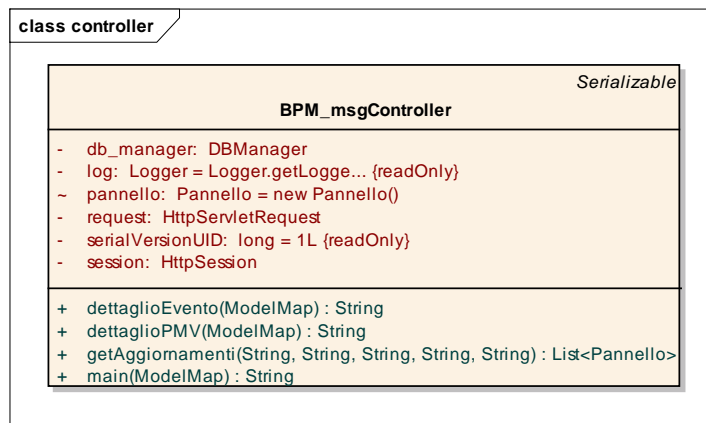 class controller
Serializable
BPM_msgController
- db_manager: DBManager
- log: Logger = Logger.getLogge... {readOnly}
~ pannello: Pannello = new Pannello()
- request: HttpServletRequest
- serialVersionUID: long = 1L {readOnly}
- session: HttpSession
+ dettaglioEvento(ModelMap) : String
+ dettaglioPMV(ModelMap) : String
+ getAggiornamenti(String, String, String, String, String) : List<Pannello>
+ main(ModelMap) : String